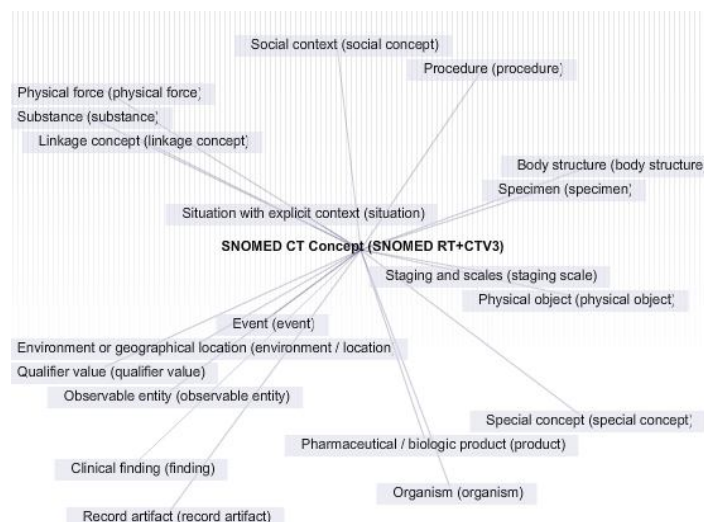 Social context (social concept)
Procedure (procedure)
Physical force (physical force)
Substance (substance)
Linkage concept (linkage concept)
Body structure (body structure
Specimen (specimen)
Situation with explicit context (situation)
SNOMED CT Concept (SNOMED RT+CTV3)
Staging and scales (staging scale)
Physical object (physical object)
Event (event)
Environment or geographical location (environment / location)
Qualifier value (qualifier value)
Observable entity (observable entity)
Special concept (special concept)
Pharmaceutical / biologic product (product)
Clinical finding (finding)
Organism (organism)
Record artifact (record artifact)